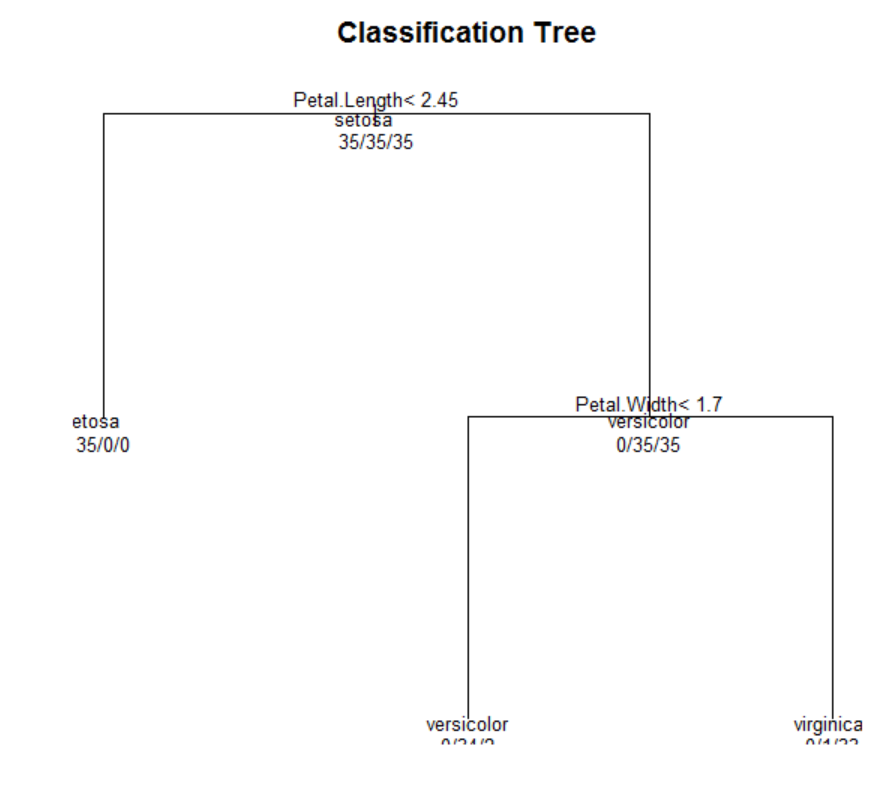 Classification Tree
Petal.Length< 2.45
setosa
35/35/35
Petal.Width< 1.7
etosa
versicolor
35/0/0
0/35/35
versicolor
virginica